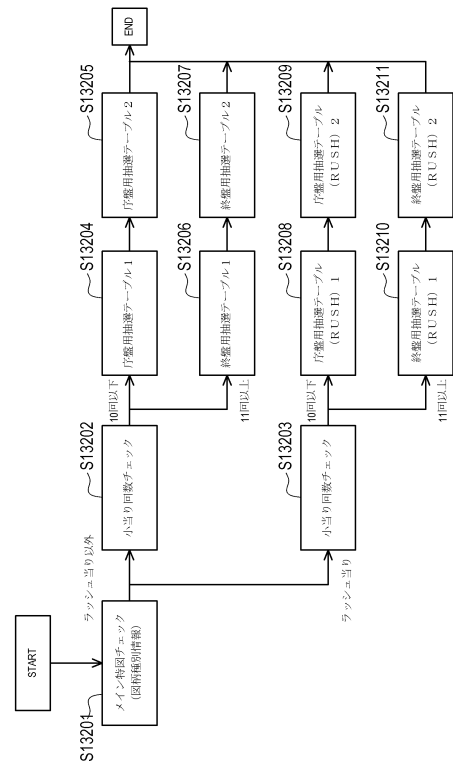 START
S13201
メイン特図チェック
(図柄種別情報)
ラッシュ当り以外
S13202
小当り回数チェック
10回以下
S13204
序盤用抽選テーブル１
S13205
序盤用抽選テーブル２
END
11回以上
S13206
終盤用抽選テーブル１
S13207
終盤用抽選テーブル２
ラッシュ当り
S13203
小当り回数チェック
10回以下
S13208
序盤用抽選テーブル
(ＲＵＳＨ) １
S13209
序盤用抽選テーブル
(ＲＵＳＨ) ２
11回以上
S13210
終盤用抽選テーブル
(ＲＵＳＨ) １
S13211
終盤用抽選テーブル
(ＲＵＳＨ) ２